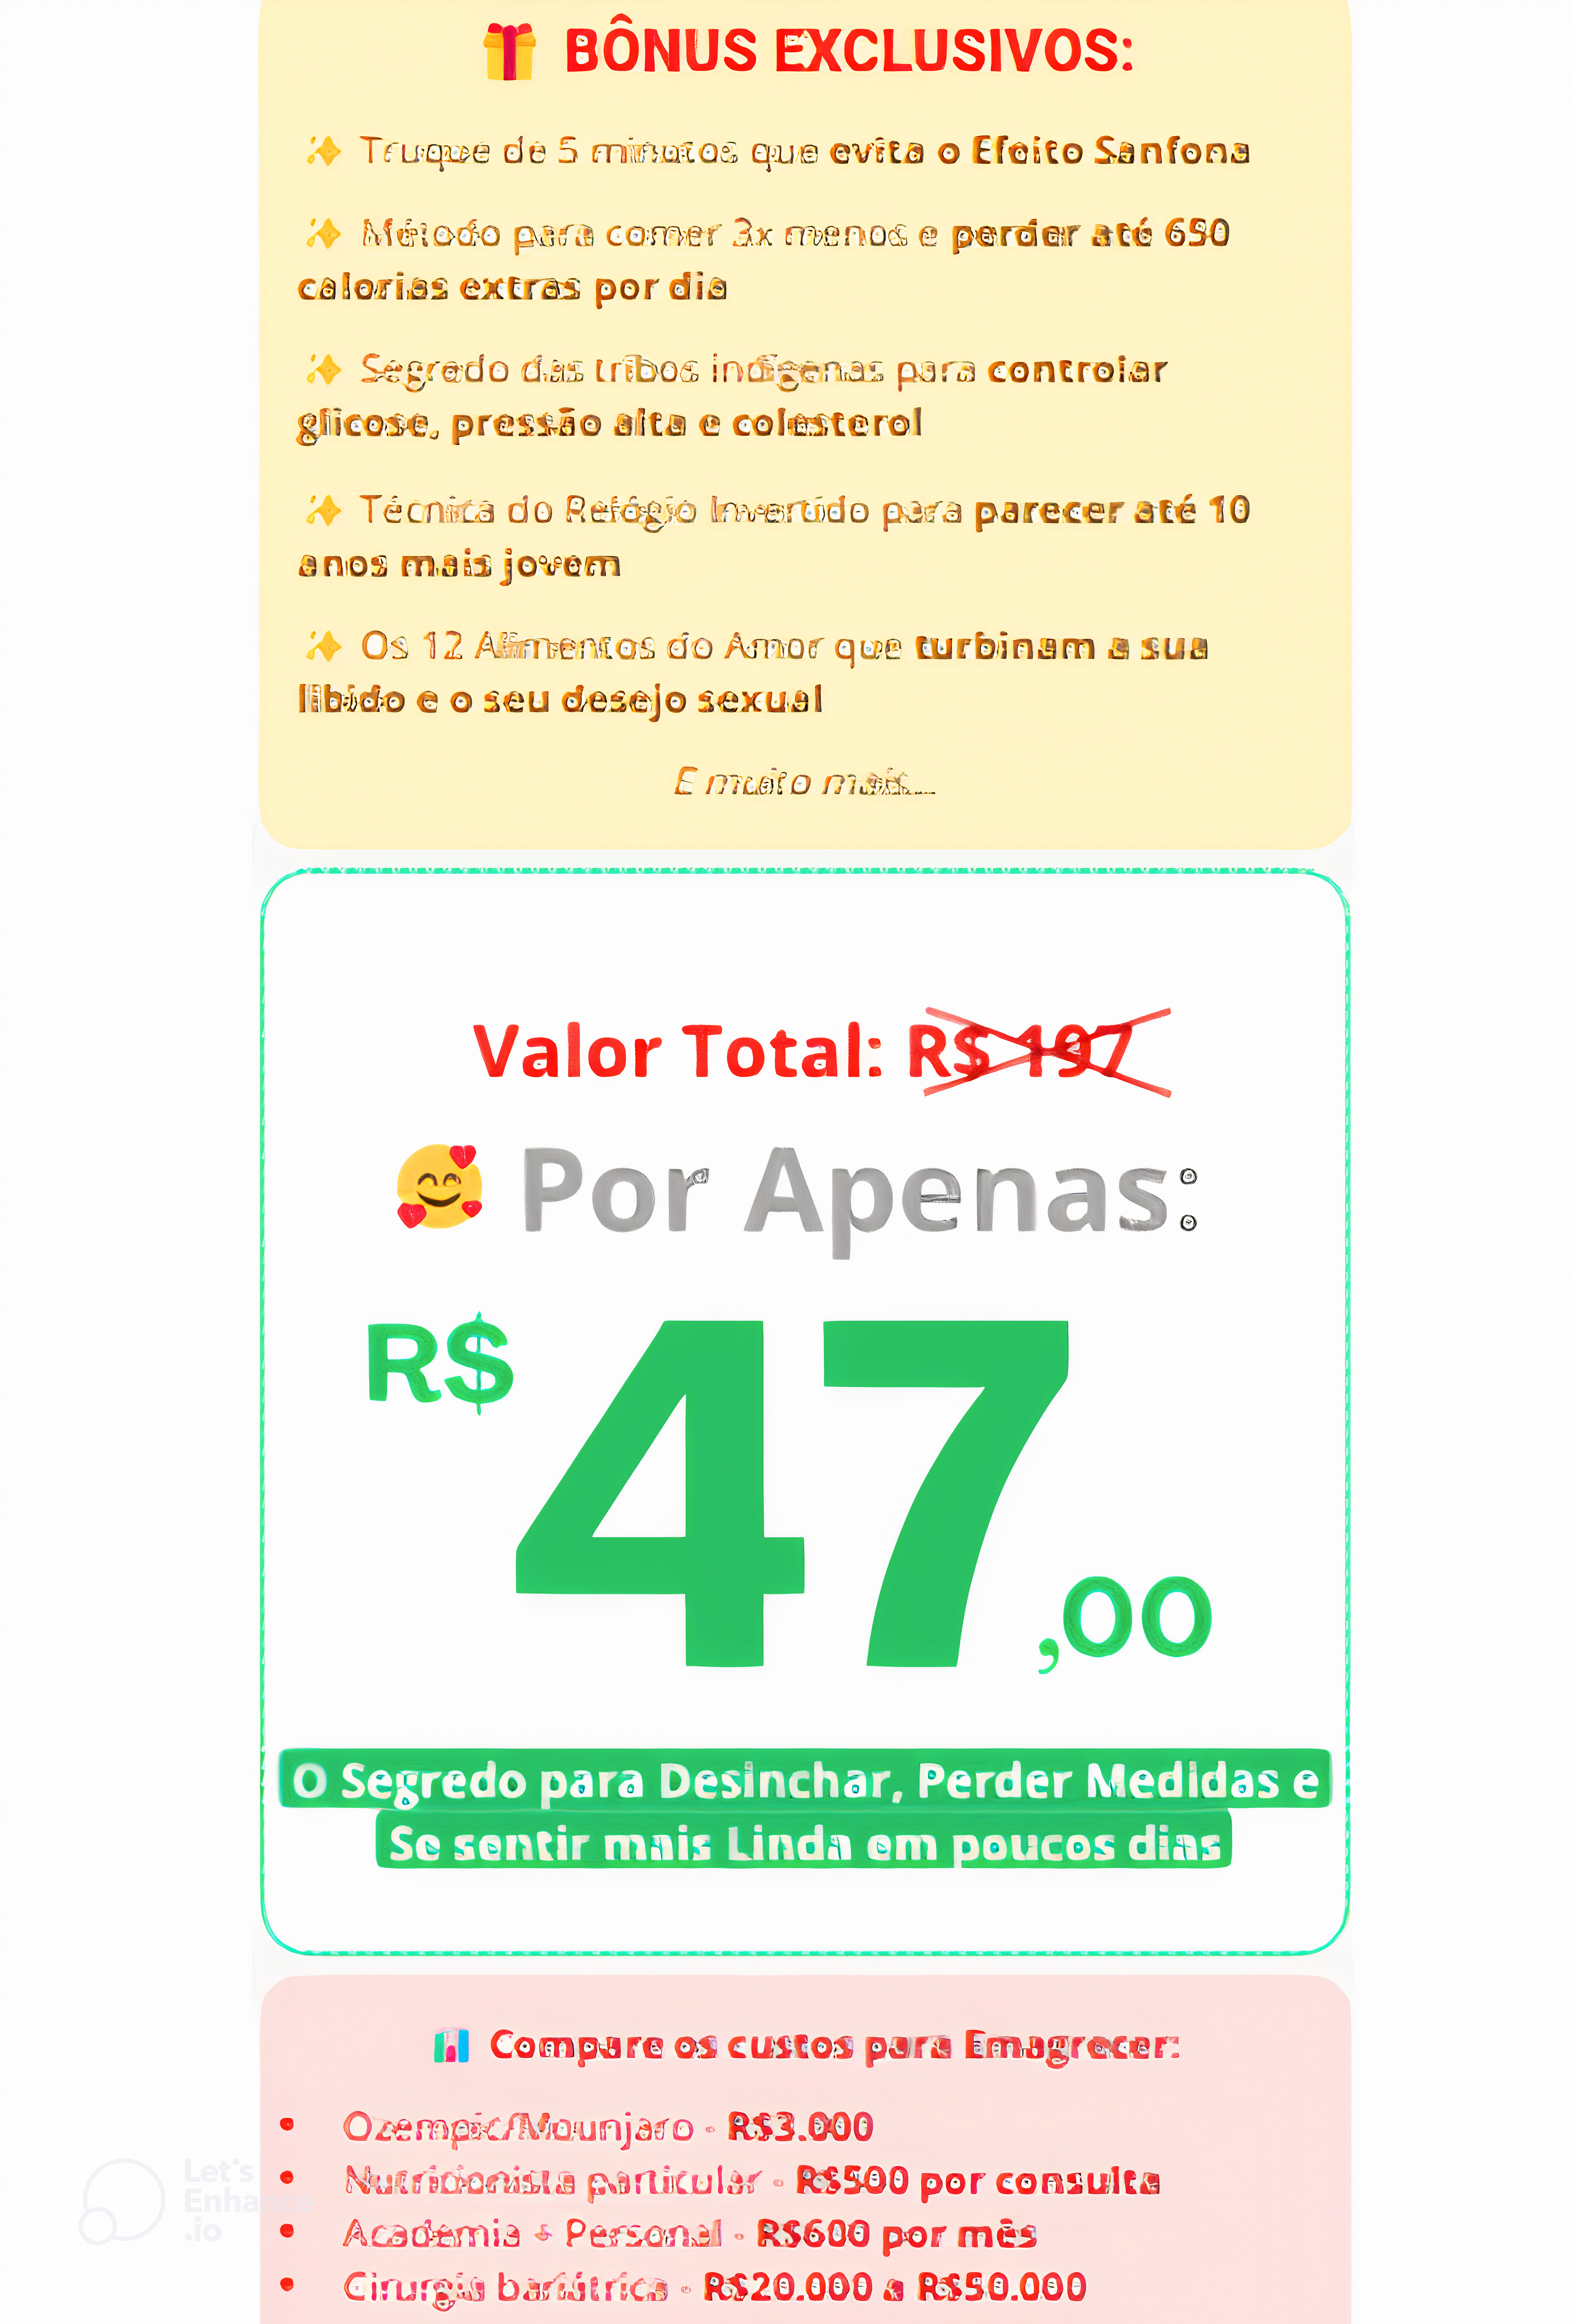 BÔNUS EXCLUSIVOS:
Truque de 5 minutos que evita o Efeito Sanfona
Método para comer 3x menos e perder até 650
calorias extras por dia
Segredo das tribos indígenas para controlar
glicose, pressão alta e colesterol
Técnica do Relógio Invertido para parecer até 10
anos mais jovem
Os 12 Alimentos do Amor que turbinam a sua
libido e o seu desejo sexual
E muito mais...
Valor Total: R$ 197
Por Apenas:
R$ 47,00
O Segredo para Desinchar, Perder Medidas e
Se sentir mais Linda em poucos dias
Compare os custos para Emagrecer:
• Ozempic/Mounjaro - R$3.000
• Nutricionista particular - R$500 por consulta
• Academia + Personal - R$600 por mês
• Cirurgia bariátrica - R$20.000 a R$50.000
Let's
Enhance
.io